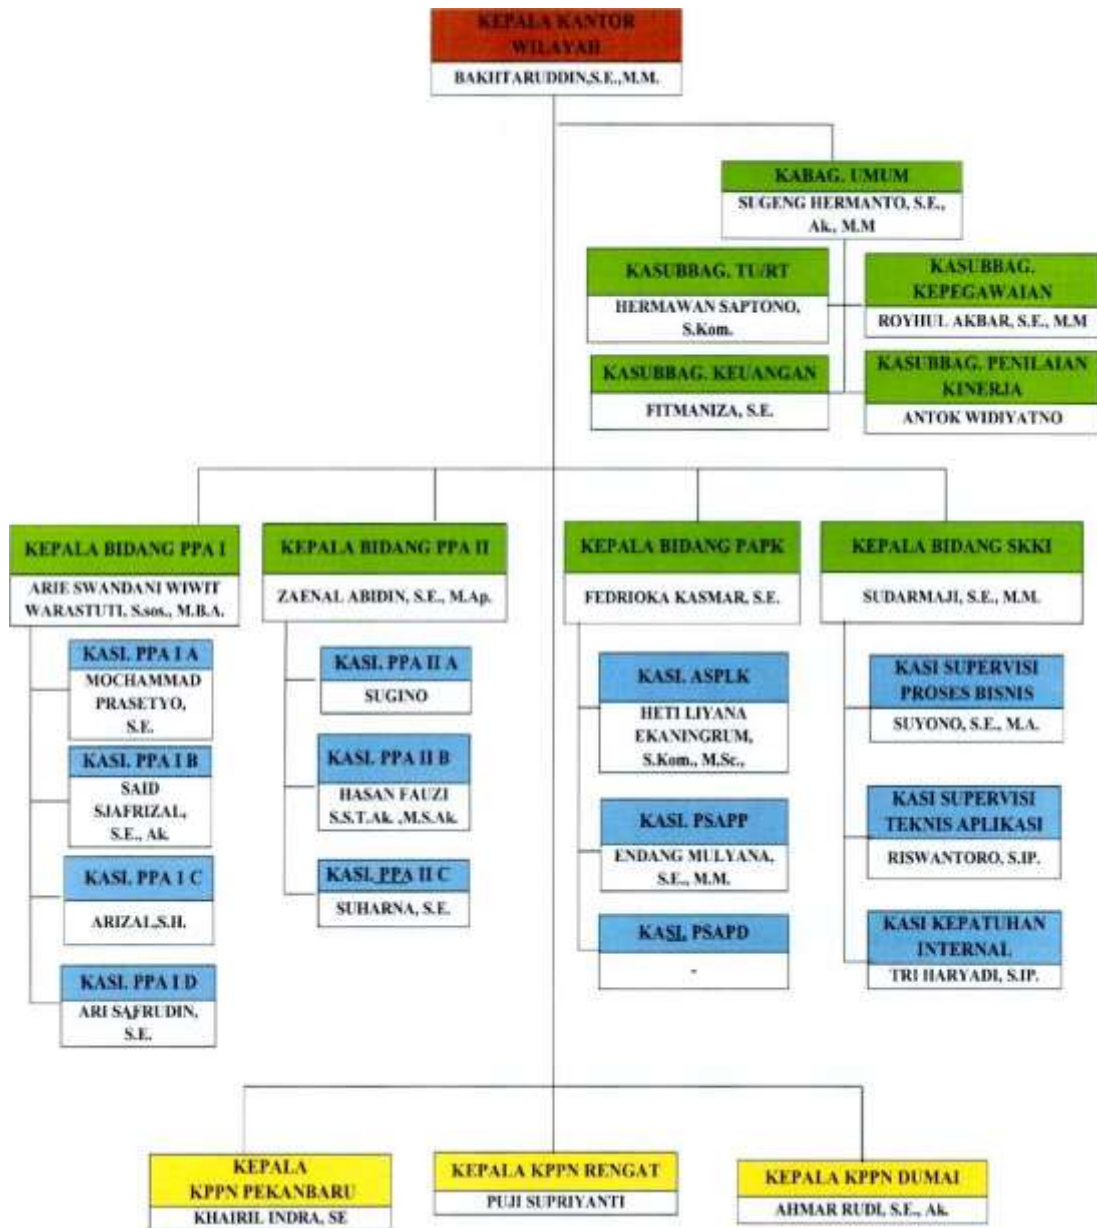 KEPALA KANTOR
WILAYAH
BAKHTARUDDIN,S.E.,M.M.
KABAG. UMUM
SUGENG HERMANTO, S.E.,
Ak., M.M
KASUBBAG. TU/RT
HERMAWAN SAPTONO,
S.Kom.
KASUBBAG.
KEPEGAWAIAN
ROYHUL AKBAR, S.E., M.M
KASUBBAG. KEUANGAN
FITMANIZA, S.E.
KASUBBAG. PENILAIAN
KINERJA
ANTOK WIDIYATNO
KEPALA BIDANG PPA I
ARIE SWANDANI WIWIT
WARASTUTI, S.sos., M.B.A.
KASI. PPA I A
MOCHAMMAD
PRASETYO,
S.E.
KASI. PPA I B
SAID
SJAFRIZAL,
S.E., Ak.
KASI. PPA I C
ARIZAL,S.H.
KASI. PPA I D
ARI SAFRUDIN,
S.E.
KEPALA BIDANG PPA II
ZAENAL ABIDIN, S.E., M.Ap.
KASI. PPA II A
SUGINO
KASI. PPA II B
HASAN FAUZI
S.S.T.Ak. ,M.S.Ak.
KASI. PPA II C
SUHARNA, S.E.
KEPALA BIDANG PAPK
FEDRIOKA KASMAR, S.E.
KASI. ASPLK
HETI LIYANA
EKANINGRUM,
S.Kom., M.Sc.,
KASI. PSAPP
ENDANG MULYANA,
S.E., M.M.
KASI. PSAPD
-
KEPALA BIDANG SKKI
SUDARMAJI, S.E., M.M.
KASI SUPERVISI
PROSES BISNIS
SUYONO, S.E., M.A.
KASI SUPERVISI
TEKNIS APLIKASI
RISWANTORO, S.IP.
KASI KEPATUHAN
INTERNAL
TRI HARYADI, S.IP.
KEPALA
KPPN PEKANBARU
KHAIRIL INDRA, SE
KEPALA KPPN RENGAT
PUJI SUPRIYANTI
KEPALA KPPN DUMAI
AHMAR RUDI, S.E., Ak.